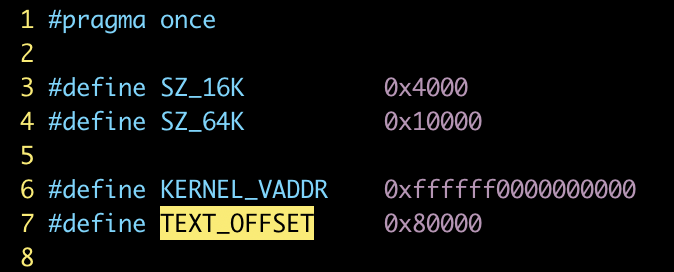 1 #pragma once
2
3 #define SZ_16K 0x4000
4 #define SZ_64K 0x10000
5
6 #define KERNEL_VADDR 0xffffff0000000000
7 #define TEXT_OFFSET 0x80000
8